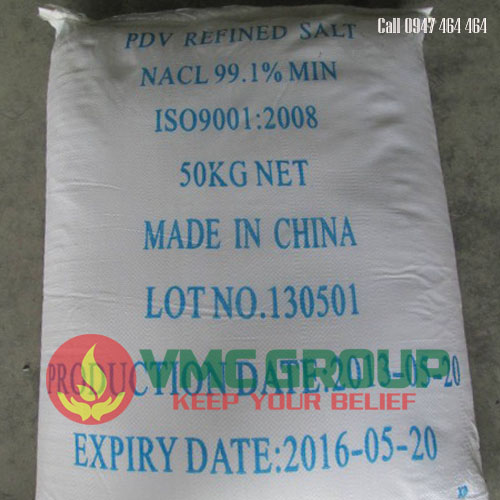 Call 0947 464 464
PDV REFINED SALT
NACL 99.1% MIN
ISO9001:2008
50KG NET
MADE IN CHINA
LOT NO.130501
YMC GROUP
PRODUCTION DATE:2013-05-20
KEEP YOUR BELIEF
EXPIRY DATE:2016-05-20